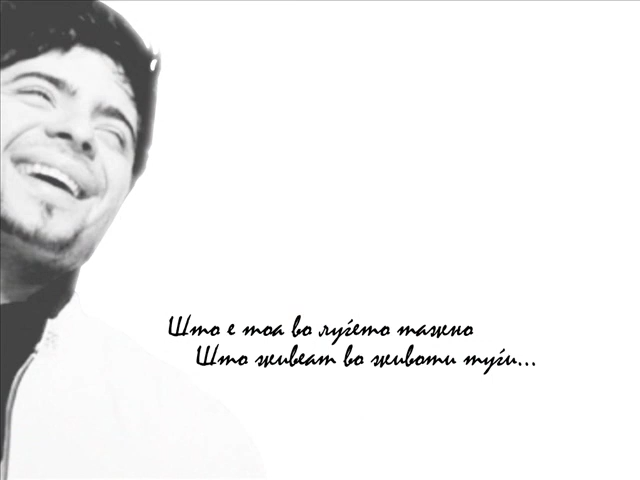 Што е тоа во луѓето тажно
Што живеат во животи туѓи...